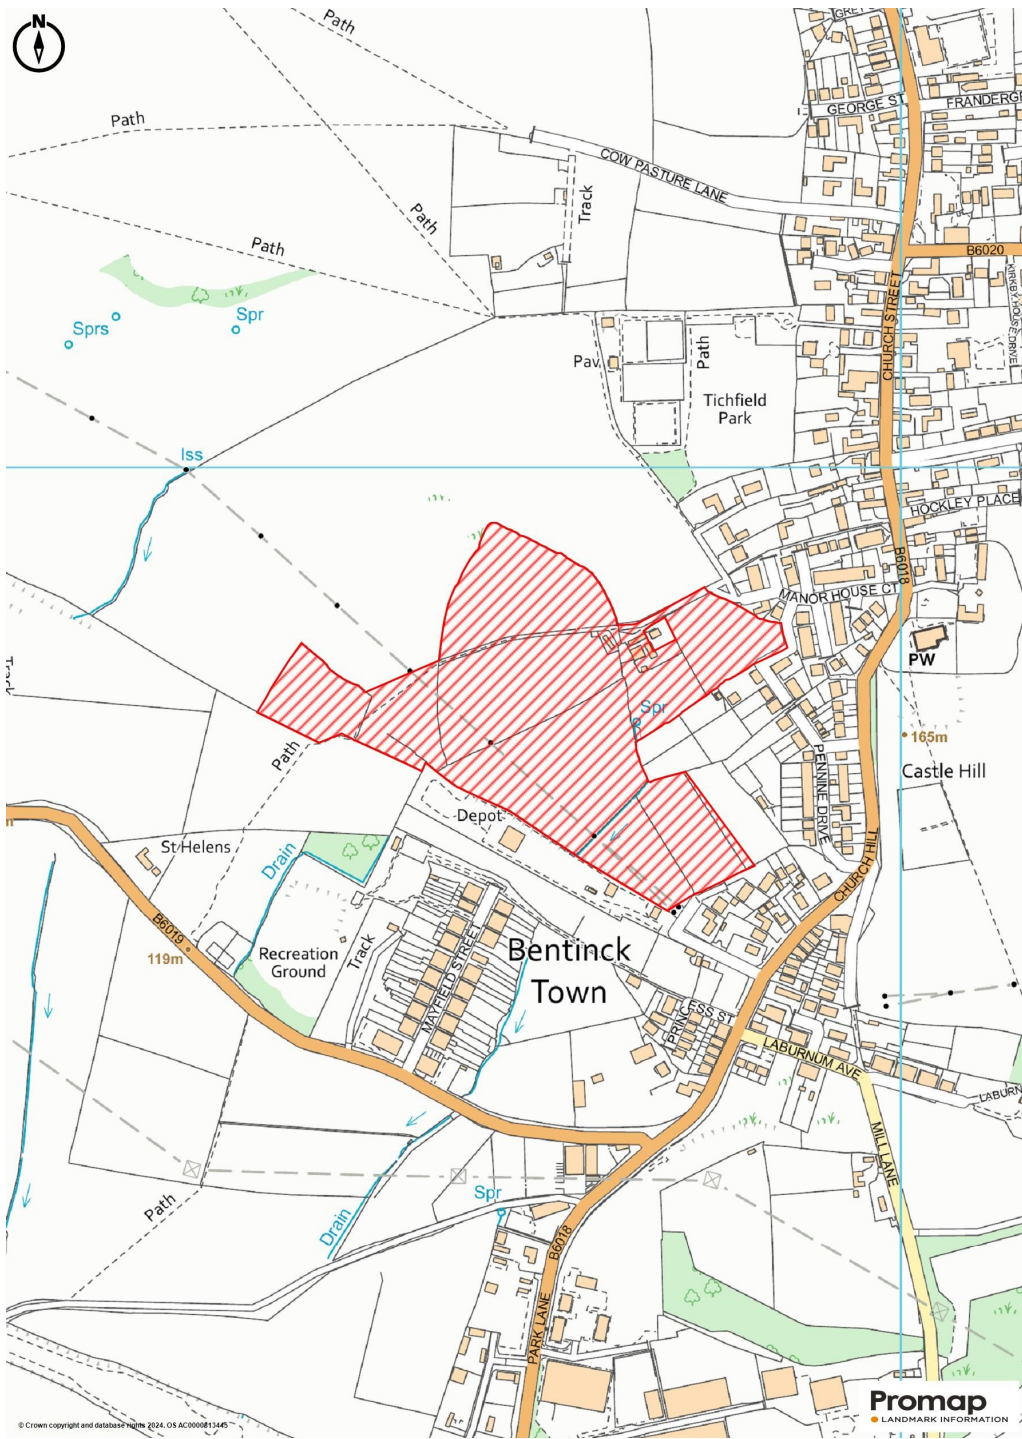 N
Path
GREY
GEORGE ST
Path
COW PASTURE LANE
Track
Path
Path
B6020
KIRKBY HOUSE DRIVE
CHURCH STREET
Sprs
Spr
Pav
Path
Tichfield
Park
Iss
HOCKLEY PLACE
B6018
MANOR HOUSE CT
PW
Spr
165m
Castle Hill
Path
PENNINE DRIVE
Depot
St Helens
Drain
CHURCH HILL
B6019
119m
Recreation
Ground
Track
MAYFIELD STREET
Bentinck
Town
PRINCESS ST
LABURNUM AVE
MILL LANE
Path
Spr
Drain
B6018
PARK LANE
Promap
LANDMARK INFORMATION
© Crown copyright and database rights 2024. OS AC0000813445